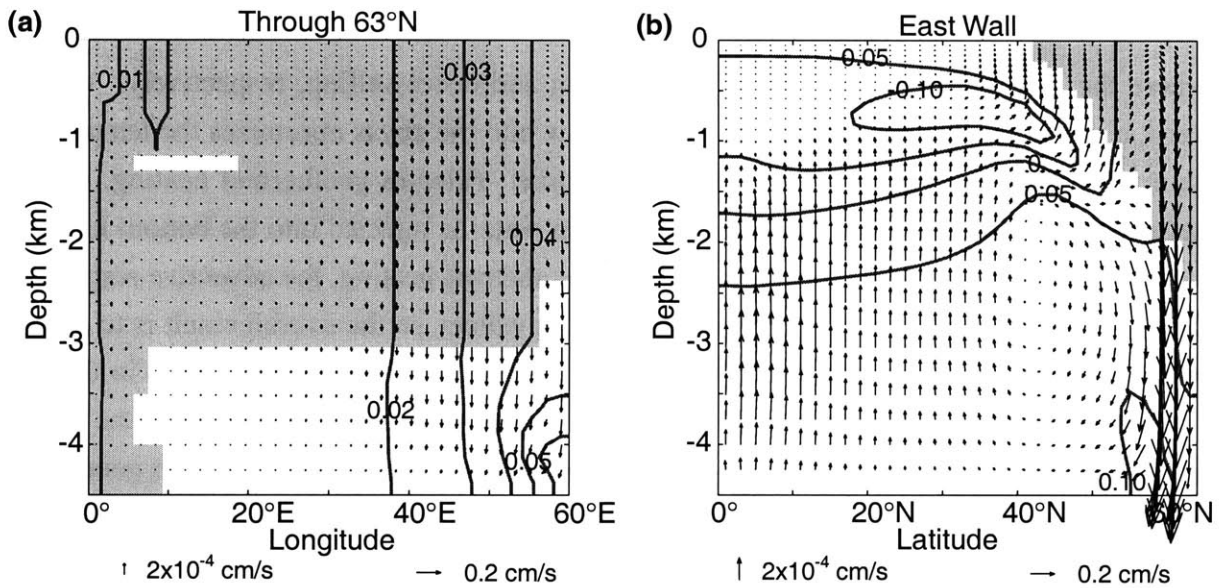 (a) Through 63°N
0
-1
-2
-3
-4
Depth (km)
0.01
0.03
0.04
0.02
0.05
0° 20°E 40°E 60°E
Longitude
2x10⁻⁴ cm/s 0.2 cm/s
(b) East Wall
0
-1
-2
-3
-4
Depth (km)
0.05
0.10
0.05
0.10
0° 20°N 40°N
Latitude
2x10⁻⁴ cm/s 0.2 cm/s